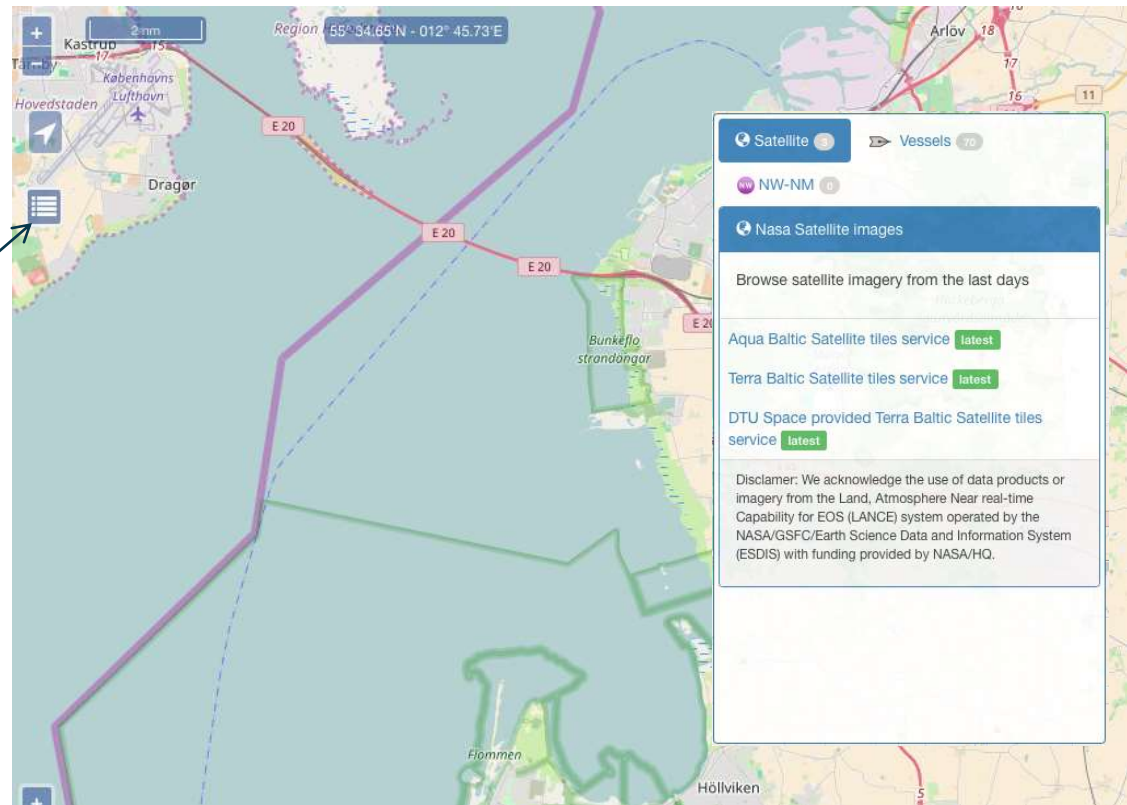 +
2 nm
55° 34.65'N - 012° 45.73'E
Region
Kastrup
17
15
Københavns
Lufthavn
Hovedstaden
E 20
Dragør
E 20
E 20
Bunkeflo
strandängar
E 20
Arlöv
18
17
16
11
Satellite 3
Vessels 70
NW NW-NM 0
Nasa Satellite images
Browse satellite imagery from the last days
Aqua Baltic Satellite tiles service latest
Terra Baltic Satellite tiles service latest
DTU Space provided Terra Baltic Satellite tiles
service latest
Disclamer: We acknowledge the use of data products or
imagery from the Land, Atmosphere Near real-time
Capability for EOS (LANCE) system operated by the
NASA/GSFC/Earth Science Data and Information System
(ESDIS) with funding provided by NASA/HQ.
Flommen
Höllviken
5
+